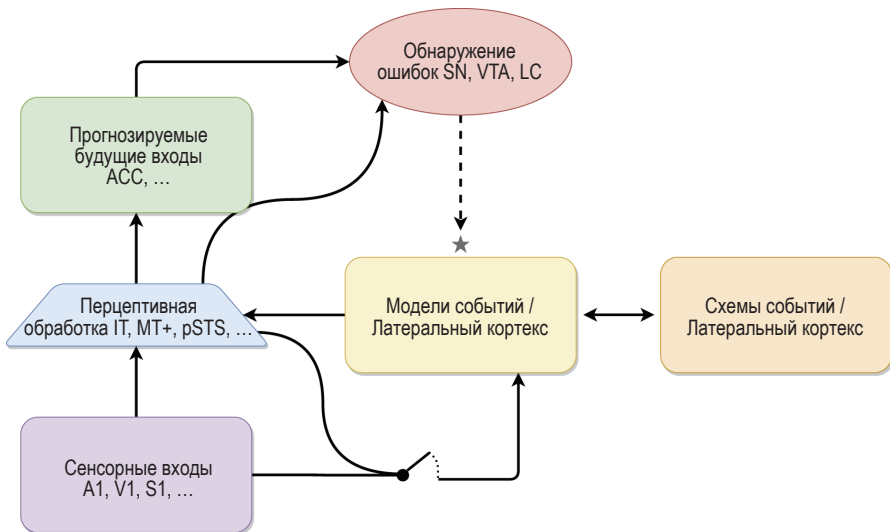 Обнаружение
ошибок SN, VTA, LC
Прогнозируемые
будущие входы
ACC, …
Перцептивная
обработка IT, MT+, pSTS, …
Модели событий /
Латеральный кортекс
Схемы событий /
Латеральный кортекс
Сенсорные входы
A1, V1, S1, …